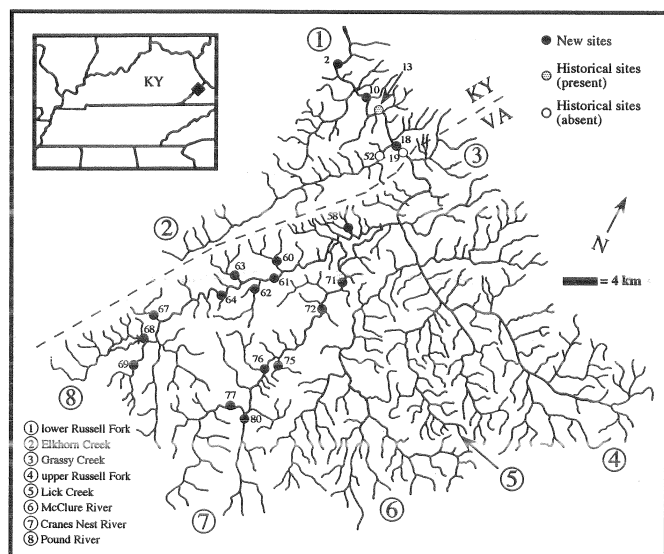 KY
①
2
13
10
18
52
19
KY
VA
③
New sites
Historical sites
(present)
Historical sites
(absent)
N
= 4 km
②
58
60
63
61
62
64
71
72
67
68
69
76
75
77
80
⑧
⑦
⑥
⑤
④
① lower Russell Fork
② Elkhorn Creek
③ Grassy Creek
④ upper Russell Fork
⑤ Lick Creek
⑥ McClure River
⑦ Cranes Nest River
⑧ Pound River